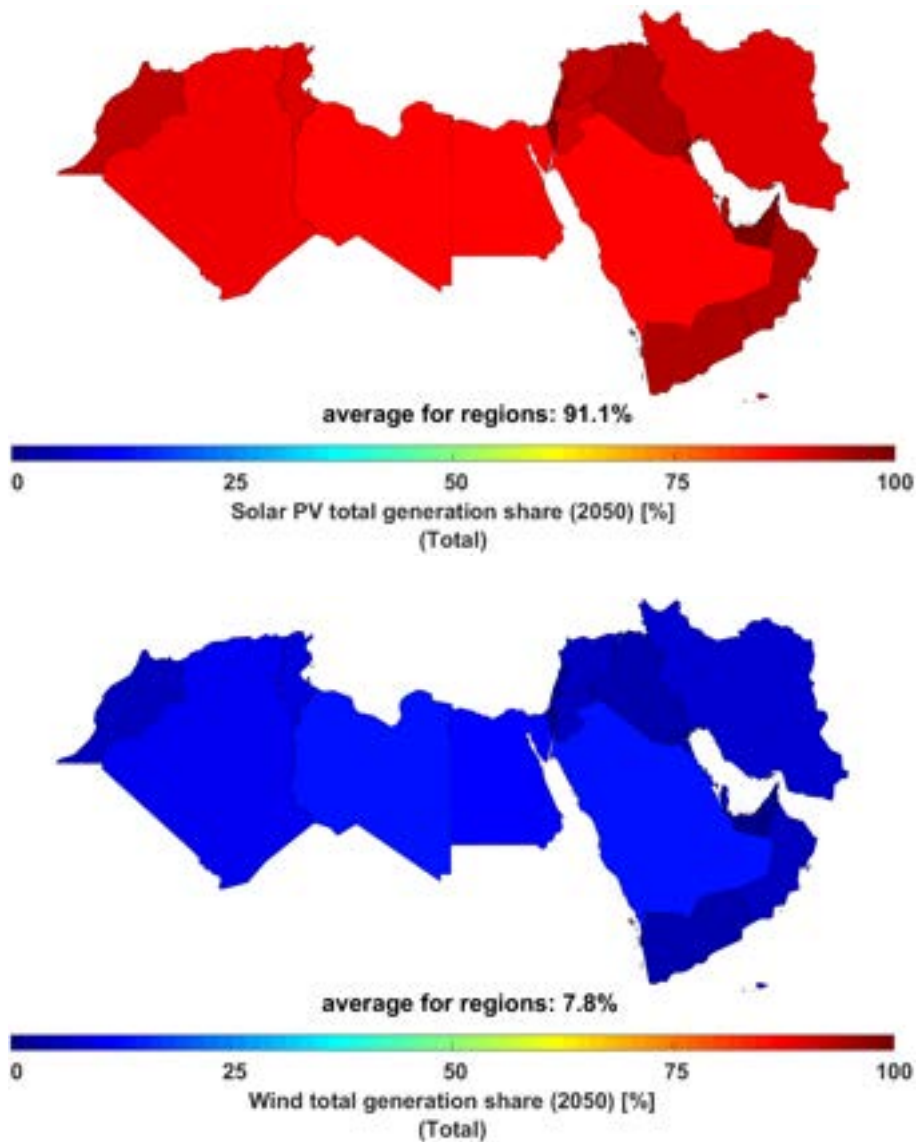 average for regions: 91.1%
0 25 50 75 100
Solar PV total generation share (2050) [%]
(Total)
average for regions: 7.8%
0 25 50 75 100
Wind total generation share (2050) [%]
(Total)